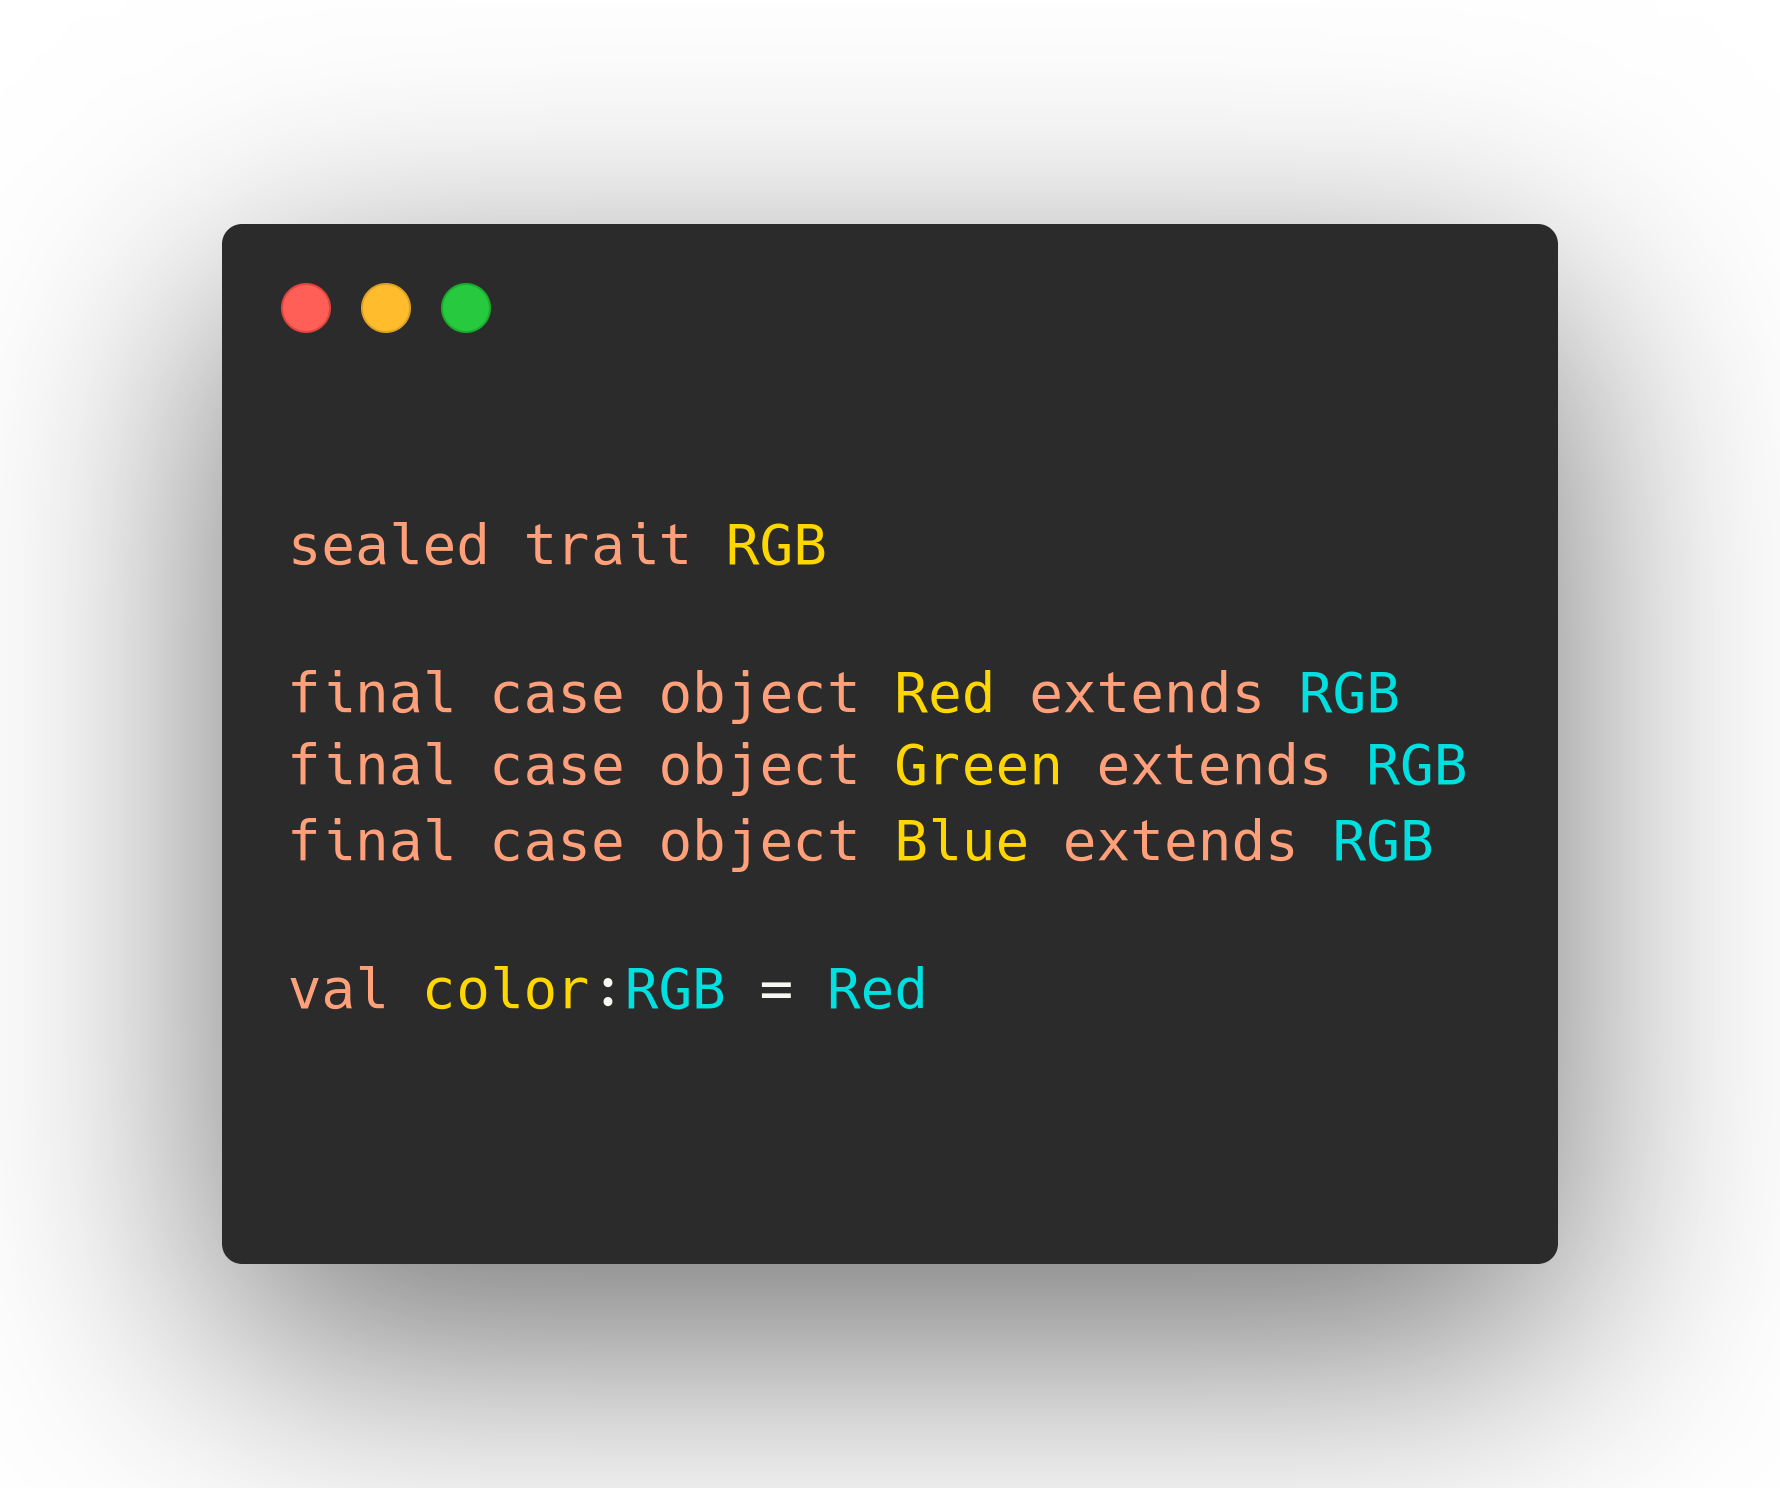 sealed trait RGB
final case object Red extends RGB
final case object Green extends RGB
final case object Blue extends RGB
val color:RGB = Red